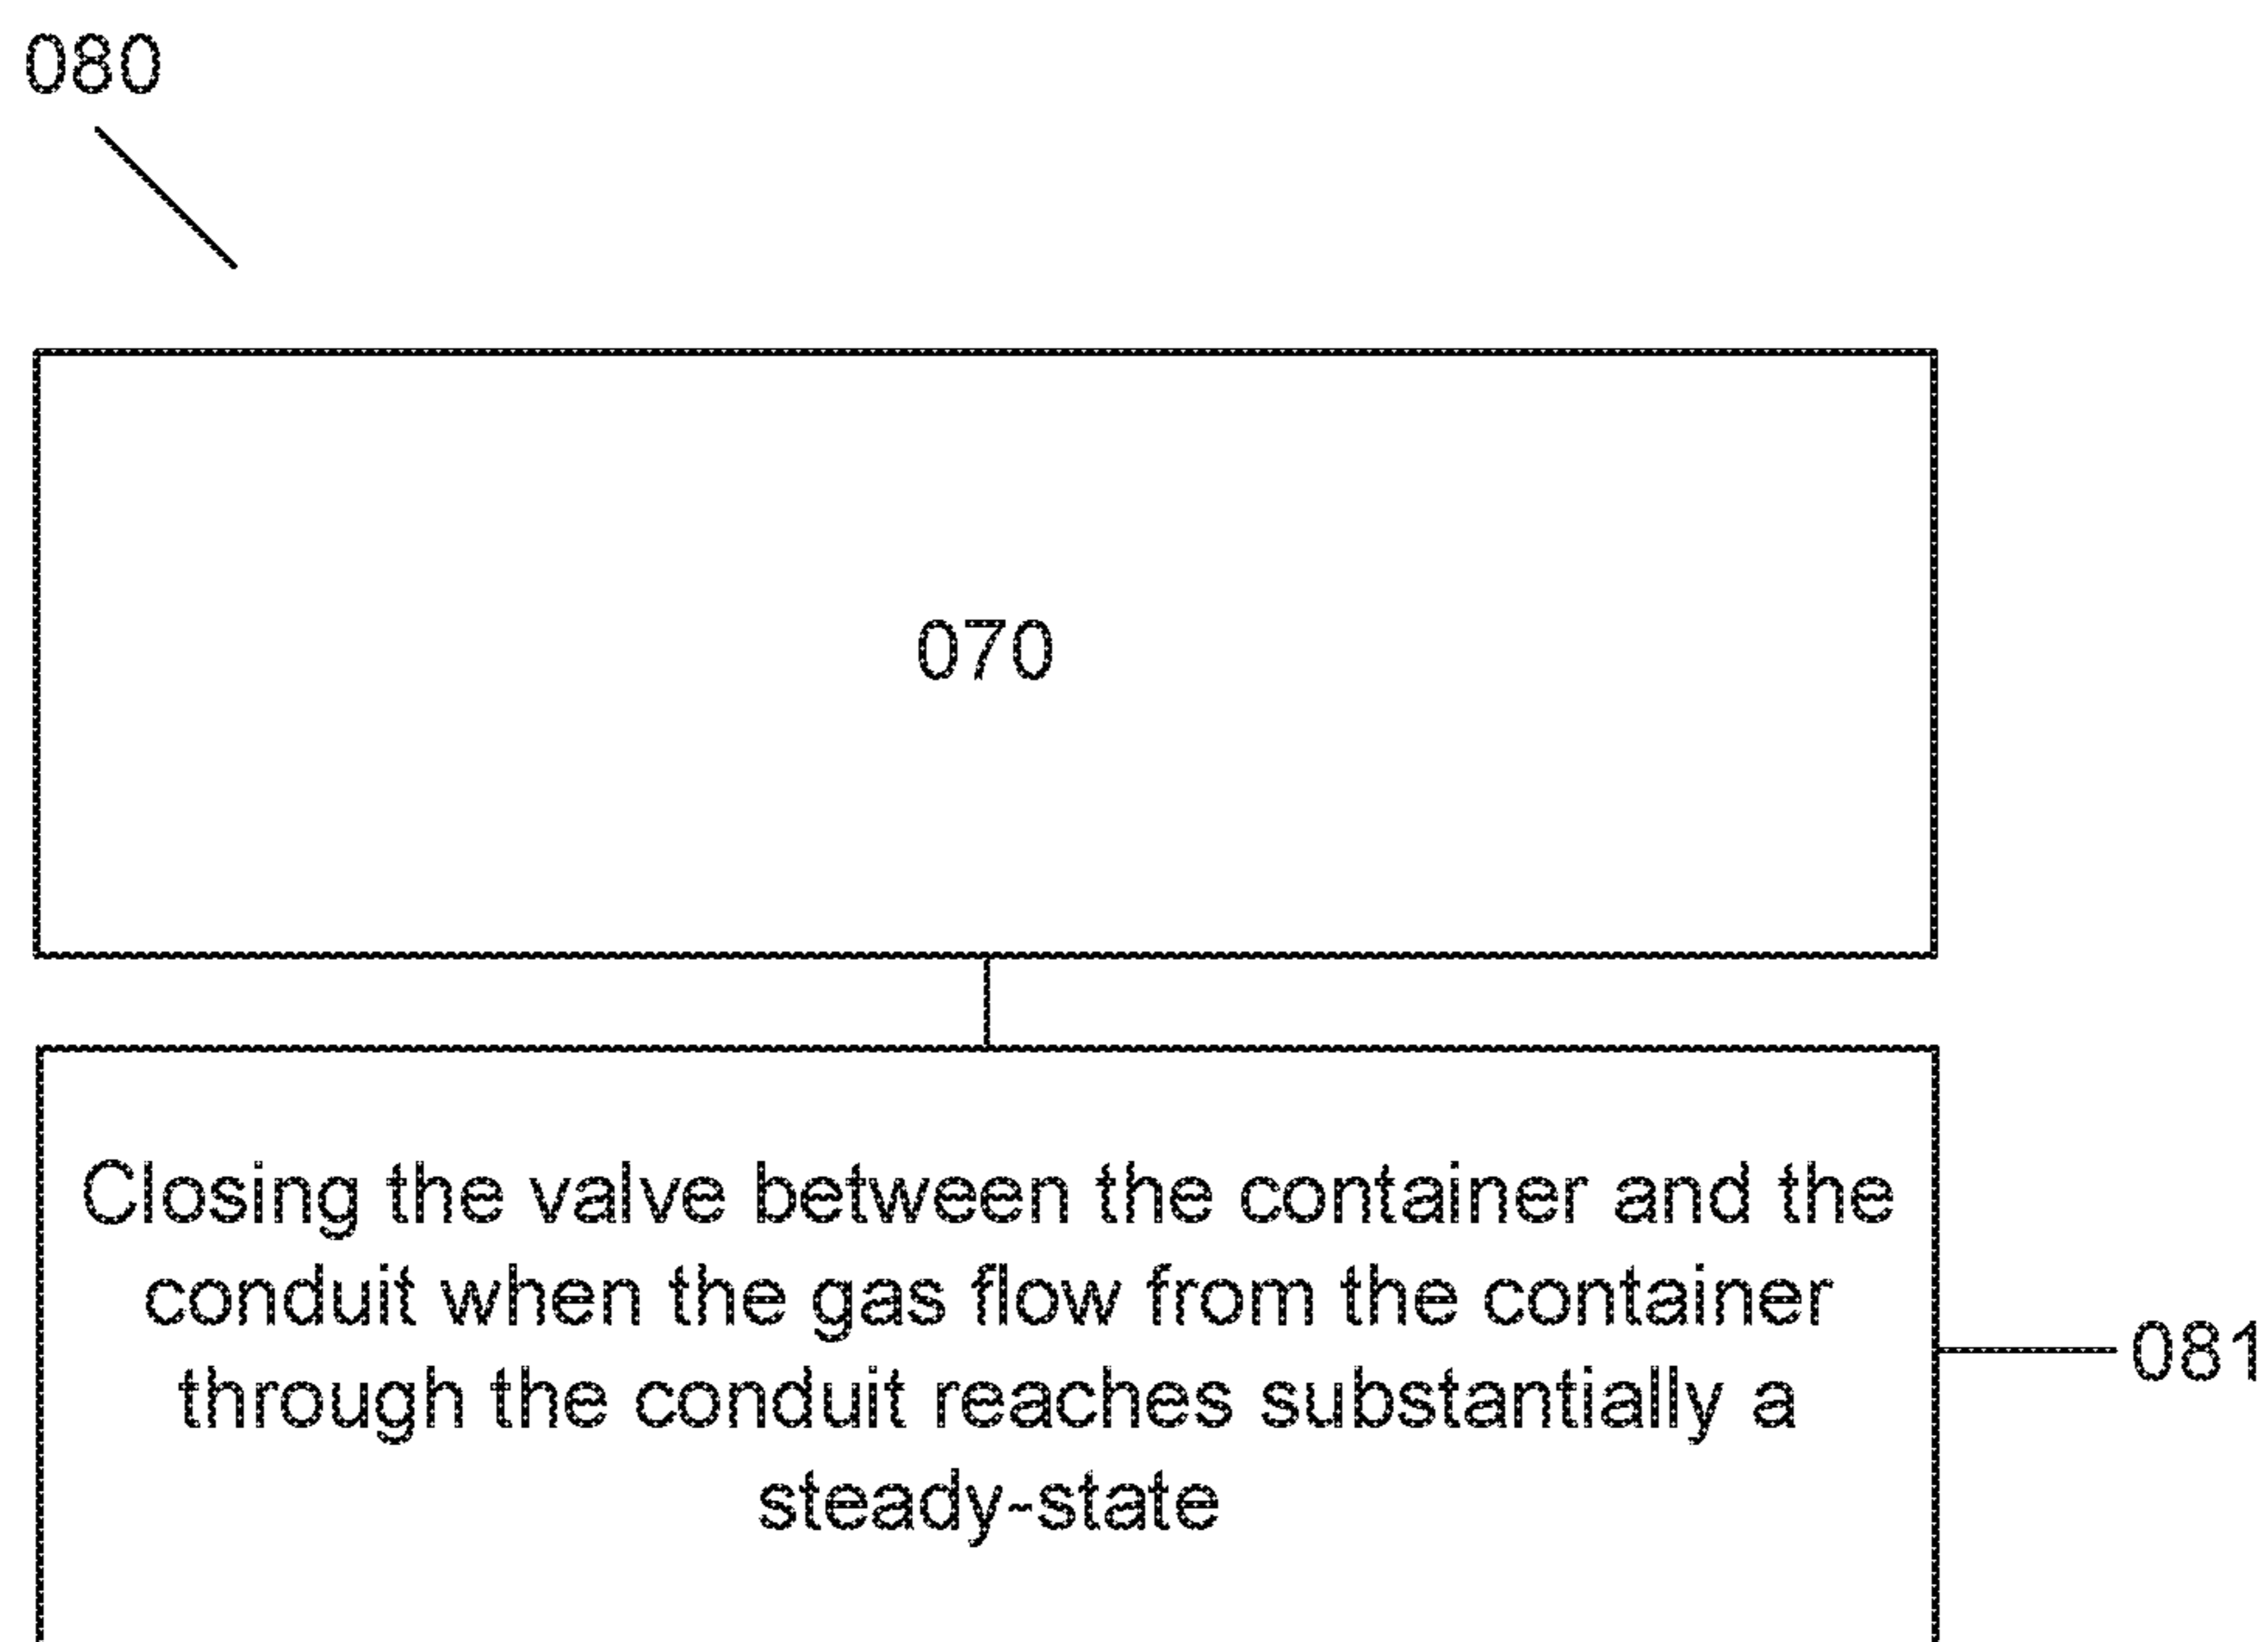 080
070
Closing the valve between the container and the
conduit when the gas flow from the container
through the conduit reaches substantially a
steady-state
081